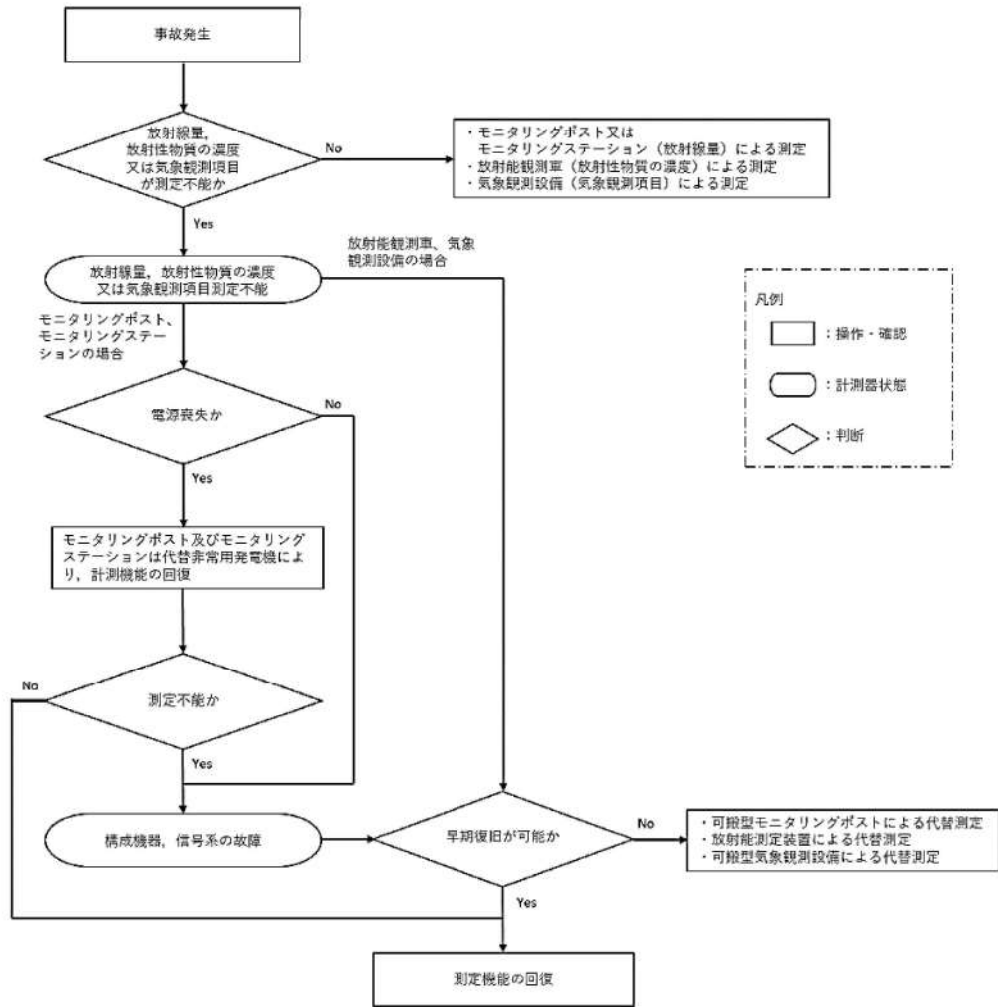 事故発生
放射線量,
放射性物質の濃度
又は気象観測項目
が測定不能か
No
・モニタリングポスト又は
モニタリングステーション（放射線量）による測定
・放射能観測車（放射性物質の濃度）による測定
・気象観測設備（気象観測項目）による測定
Yes
放射能観測車、気象
観測設備の場合
放射線量，放射性物質の濃度
又は気象観測項目測定不能
モニタリングポスト、
モニタリングステー
ションの場合
凡例
：操作・確認
：計測器状態
：判断
電源喪失か
No
Yes
モニタリングポスト及びモニタリング
ステーションは代替非常用発電機によ
り，計測機能の回復
No
測定不能か
Yes
構成機器，信号系の故障
早期復旧が可能か
No
・可搬型モニタリングポストによる代替測定
・放射能測定装置による代替測定
・可搬型気象観測設備による代替測定
Yes
測定機能の回復